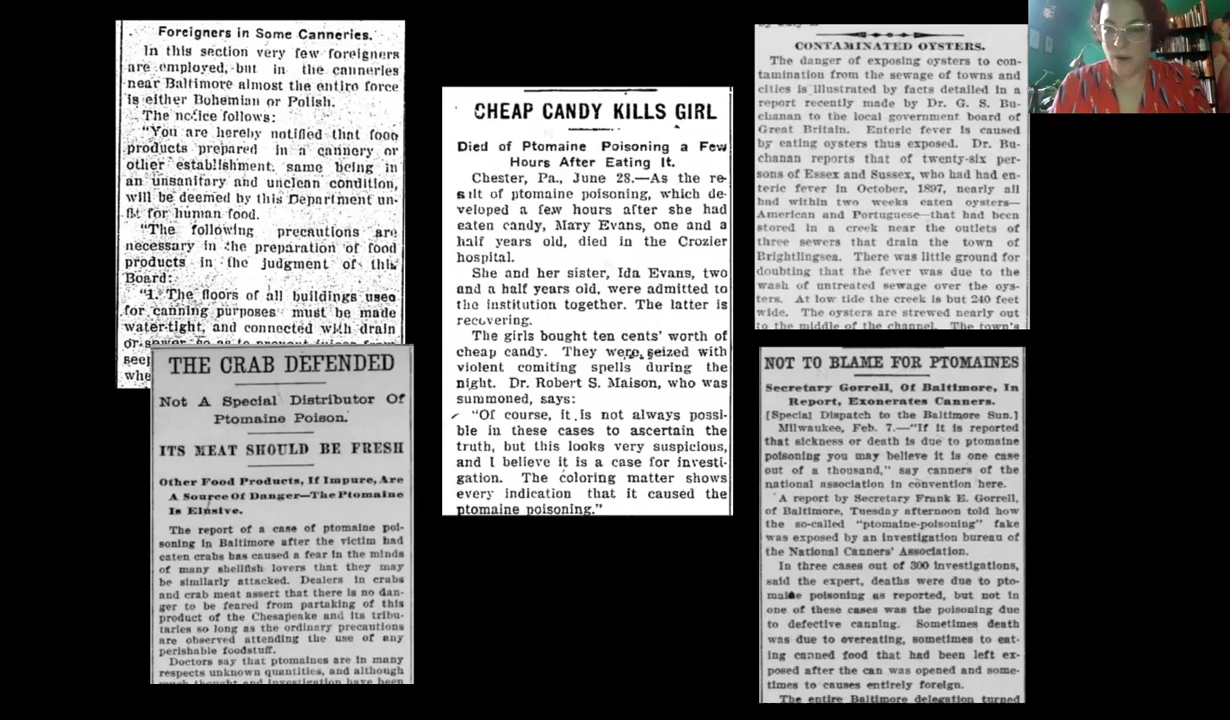 Foreigners in Some Canneries.
In this section very few foreigners
are employed, but in the canneries
near Baltimore almost the entire force
is either Bohemian or Polish.
The notice follows:
"You are hereby notified that food
products prepared in a cannery or
other establishment, same being in
an unsanitary and unclean condition,
will be deemed by this Department un-
fit for human food.
"The following precautions are
necessary in the preparation of food
products in the judgment of this
Board:
"1. The floors of all buildings used
for canning purposes must be made
water-tight, and connected with drain
THE CRAB DEFENDED
Not A Special Distributor Of
Ptomaine Poison.
ITS MEAT SHOULD BE FRESH
Other Food Products, If Impure, Are
A Source Of Danger—The Ptomaine
Is Elusive.
The report of a case of ptomaine poi-
soning in Baltimore after the victim had
eaten crabs has caused a fear in the minds
of many shellfish lovers that they may
be similarly attacked. Dealers in crabs
and crab meat assert that there is no dan-
ger to be feared from partaking of this
product of the Chesapeake and its tribu-
taries so long as the ordinary precautions
are observed attending the use of any
perishable foodstuff.
Doctors say that ptomaines are in many
respects unknown quantities, and although
CHEAP CANDY KILLS GIRL
Died of Ptomaine Poisoning a Few
Hours After Eating It.
Chester, Pa., June 28.—As the re-
sult of ptomaine poisoning, which de-
veloped a few hours after she had
eaten candy, Mary Evans, one and a
half years old, died in the Crozier
hospital.
She and her sister, Ida Evans, two
and a half years old, were admitted to
the institution together. The latter is
recovering.
The girls bought ten cents' worth of
cheap candy. They were seized with
violent comiting spells during the
night. Dr. Robert S. Maison, who was
summoned, says:
"Of course, it is not always possi-
ble in these cases to ascertain the
truth, but this looks very suspicious,
and I believe it is a case for investi-
gation. The coloring matter shows
every indication that it caused the
ptomaine poisoning."
CONTAMINATED OYSTERS.
The danger of exposing oysters to con-
tamination from the sewage of towns and
cities is illustrated by facts detailed in a
report recently made by Dr. G. S. Bu-
chanan to the local government board of
Great Britain. Enteric fever is caused
by eating oysters thus exposed. Dr. Bu-
chanan reports that of twenty-six per-
sons of Essex and Sussex, who had had en-
teric fever in October, 1897, nearly all
had within two weeks eaten oysters—
American and Portuguese—that had been
stored in a creek near the outlets of
three sewers that drain the town of
Brightlingsea. There was little ground for
doubting that the fever was due to the
wash of untreated sewage over the oys-
ters. At low tide the creek is but 240 feet
wide. The oysters are strewed nearly out
to the middle of the channel. The town's
NOT TO BLAME FOR PTOMAINES
Secretary Gorrell, Of Baltimore, In
Report, Exonerates Canners.
[Special Dispatch to the Baltimore Sun.]
Milwaukee, Feb. 7.—"If it is reported
that sickness or death is due to ptomaine
poisoning you may believe it is one case
out of a thousand," say canners of the
national association in convention here.
A report by Secretary Frank E. Gorrell,
of Baltimore, Tuesday afternoon told how
the so-called "ptomaine-poisoning" fake
was exposed by an investigation bureau of
the National Canners' Association.
In three cases out of 300 investigations,
said the expert, deaths were due to pto-
maine poisoning as reported, but not in
one of these cases was the poisoning due
to defective canning. Sometimes death
was due to overeating, sometimes to eat-
ing canned food that had been left ex-
posed after the can was opened and some-
times to causes entirely foreign.
The entire Baltimore delegation turned